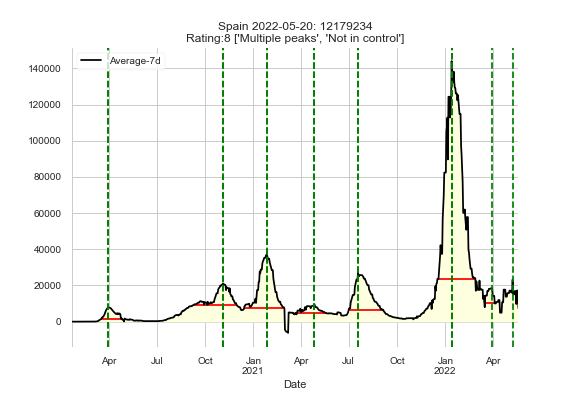 Spain 2022-05-20: 12179234
Rating:8 ['Multiple peaks', 'Not in control']
Average-7d
140000
120000
100000
80000
60000
40000
20000
0
Apr Jul Oct Jan Apr Jul Oct Jan Apr
2021 2022
Date